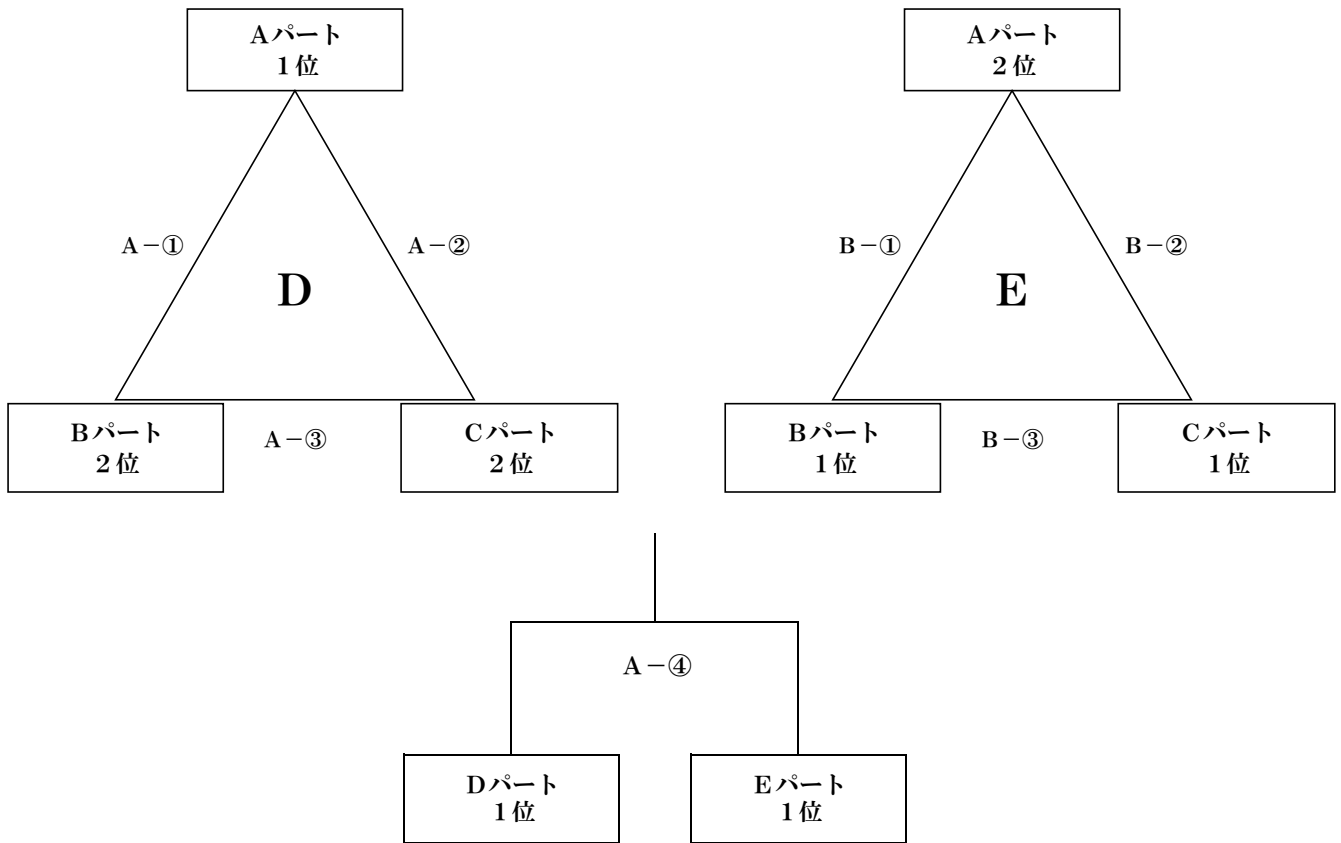 Aパート
1位
A－①
A－②
D
Bパート
2位
A－③
Cパート
2位
Aパート
2位
B－①
B－②
E
Bパート
1位
B－③
Cパート
1位
A－④
Dパート
1位
Eパート
1位